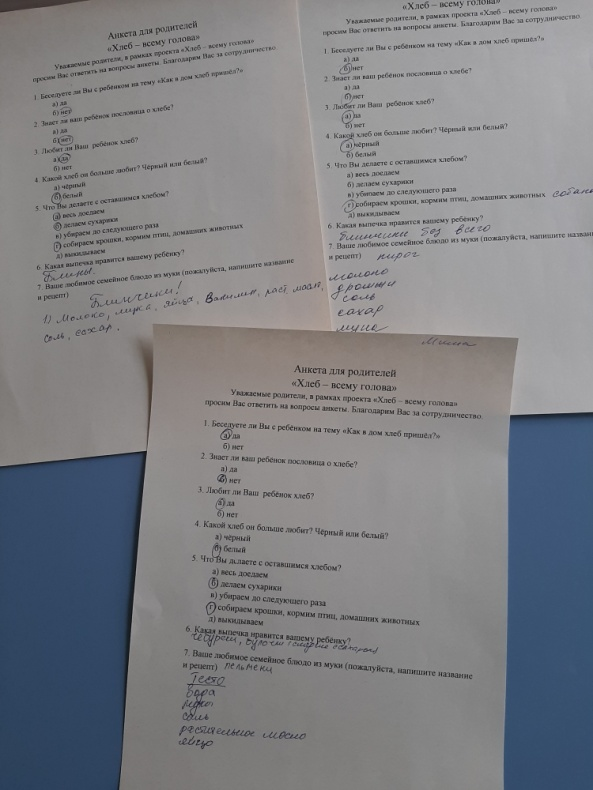 Анкета для родителей
«Хлеб – всему голова»
Уважаемые родители, в рамках проекта «Хлеб – всему голова»
просим Вас ответить на вопросы анкеты. Благодарим Вас за сотрудничество.
1. Беседуете ли Вы с ребёнком на тему «Как в дом хлеб пришёл?»
а) да
б) нет
2. Знает ли ваш ребёнок пословица о хлебе?
а) да
б) нет
3. Любит ли Ваш ребёнок хлеб?
а) да
б) нет
4. Какой хлеб он больше любит? Чёрный или белый?
а) чёрный
б) белый
5. Что Вы делаете с оставшимся хлебом?
а) весь доедаем
б) делаем сухарики
в) убираем до следующего раза
г) собираем крошки, кормим птиц, домашних животных
д) выкидываем
6. Какая выпечка нравится вашему ребёнку?
Блины.
7. Ваше любимое семейное блюдо из муки (пожалуйста, напишите название
и рецепт) Блинчики!
1) Молоко, мука, яйца, Ванилин, раст масло,
соль, сахар.
«Хлеб – всему голова»
Уважаемые родители, в рамках проекта «Хлеб – всему голова»
просим Вас ответить на вопросы анкеты. Благодарим Вас за сотрудниче
1. Беседуете ли Вы с ребёнком на тему «Как в дом хлеб пришёл?»
а) да
б) нет
2. Знает ли ваш ребёнок пословица о хлебе?
а) да
б) нет
3. Любит ли Ваш ребёнок хлеб?
а) да
б) нет
4. Какой хлеб он больше любит? Чёрный или белый?
а) чёрный
б) белый
5. Что Вы делаете с оставшимся хлебом?
а) весь доедаем
б) делаем сухарики
в) убираем до следующего раза
г) собираем крошки, кормим птиц, домашних животных
д) выкидываем
6. Какая выпечка нравится вашему ребёнку?
блинчики без всего
7. Ваше любимое семейное блюдо из муки (пожалуйста, напишите назван
и рецепт) пирог
молоко
дрожжи
соль
сахар
мука
Анкета для родителей
«Хлеб – всему голова»
Уважаемые родители, в рамках проекта «Хлеб – всему голова»
просим Вас ответить на вопросы анкеты. Благодарим Вас за сотрудничество.
1. Беседуете ли Вы с ребёнком на тему «Как в дом хлеб пришёл?»
а) да
б) нет
2. Знает ли ваш ребёнок пословица о хлебе?
а) да
б) нет
3. Любит ли Ваш ребёнок хлеб?
а) да
б) нет
4. Какой хлеб он больше любит? Чёрный или белый?
а) чёрный
б) белый
5. Что Вы делаете с оставшимся хлебом?
а) весь доедаем
б) делаем сухарики
в) убираем до следующего раза
г) собираем крошки, кормим птиц, домашних животных
д) выкидываем
6. Какая выпечка нравится вашему ребёнку?
чебуреки, булочки
7. Ваше любимое семейное блюдо из муки (пожалуйста, напишите название
и рецепт) пельмени
Тесто
вода
мука
соль
растительное масло
яйцо